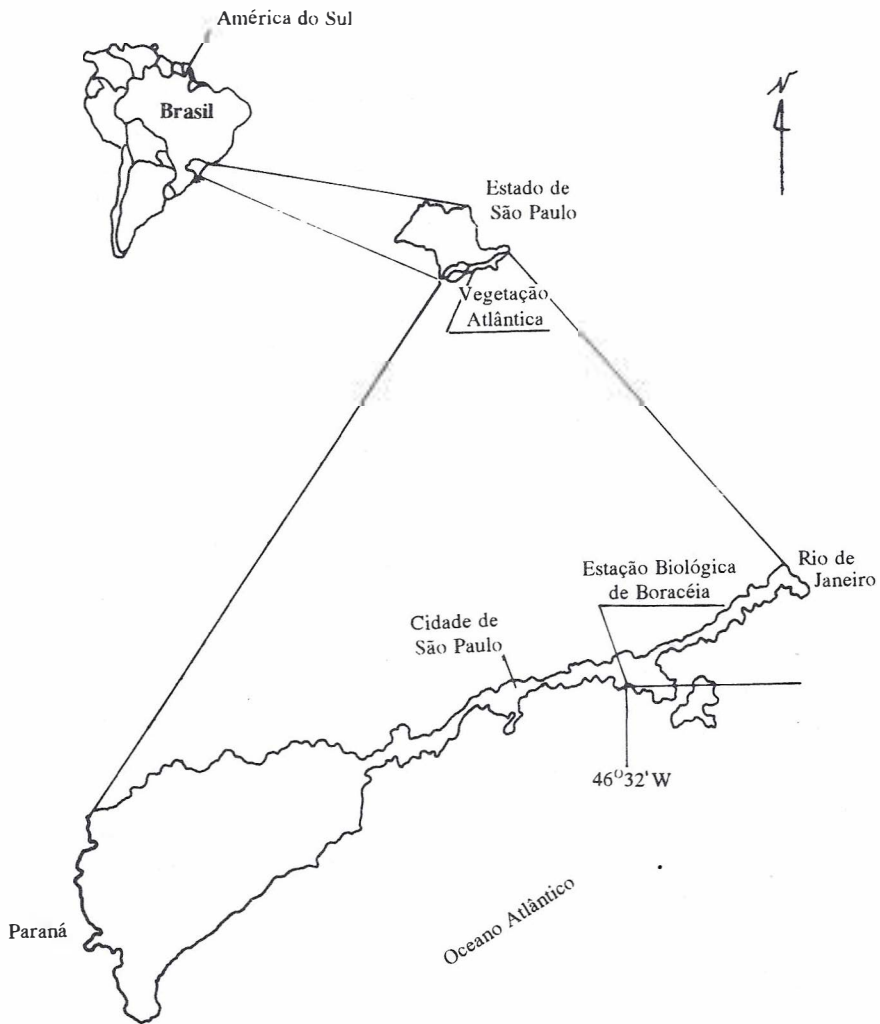 América do Sul
Brasil
N
Estado de
São Paulo
Vegetação
Atlântica
Rio de
Janeiro
Estação Biológica
de Boracéia
Cidade de
São Paulo
46°32'W
Paraná
Oceano Atlântico